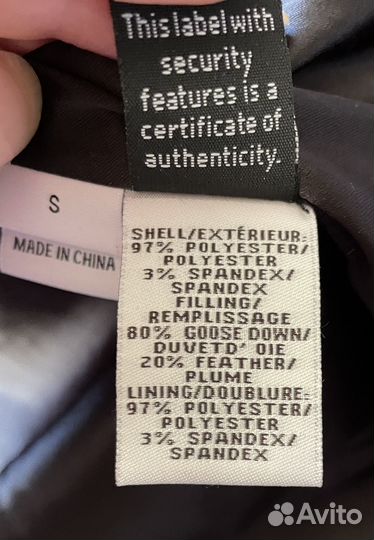 This label with
security
features is a
certificate of
authenticity.
S
MADE IN CHINA
SHELL/EXTÉRIEUR:
97% POLYESTER/
POLYESTER
3% SPANDEX/
SPANDEX
FILLING/
REMPLISSAGE
80% GOOSE DOWN/
DUVETD' OIE
20% FEATHER/
PLUME
LINING/DOUBLURE:
97% POLYESTER/
POLYESTER
3% SPANDEX/
SPANDEX
Avito